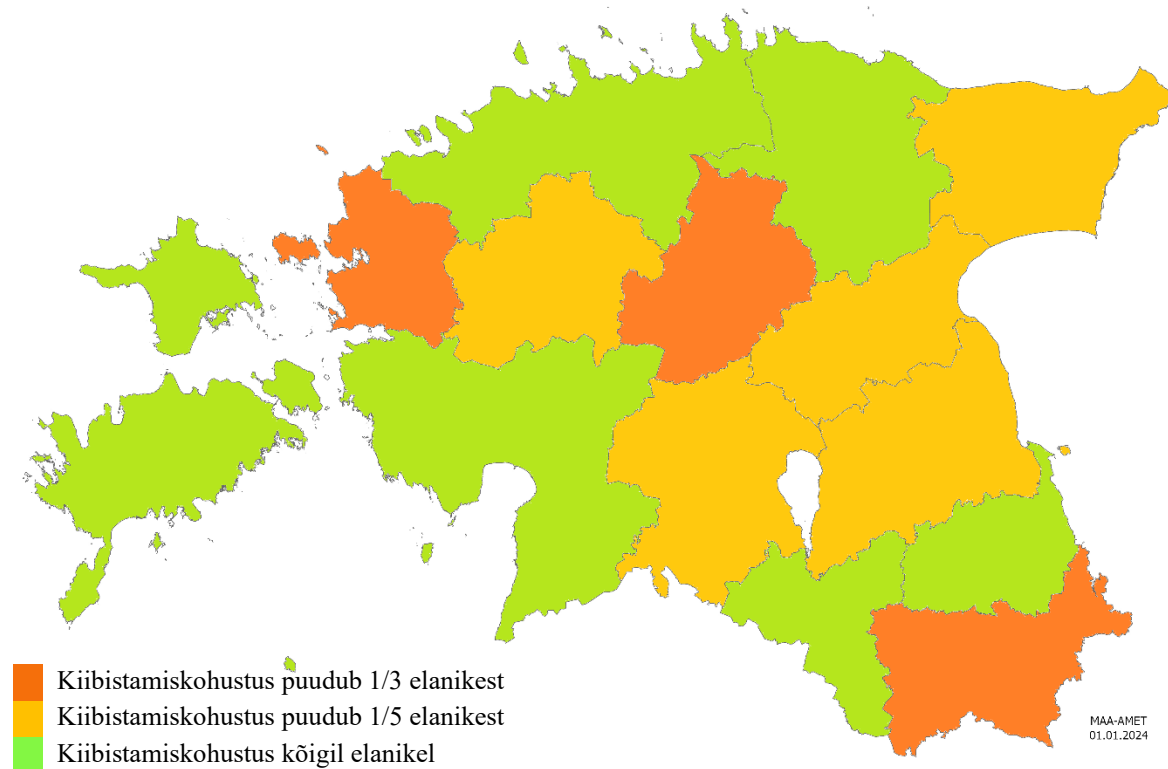 Kiibistamiskohustus puudub 1/3 elanikest
Kiibistamiskohustus puudub 1/5 elanikest
Kiibistamiskohustus kõigil elanikel
MAA-AMET
01.01.2024